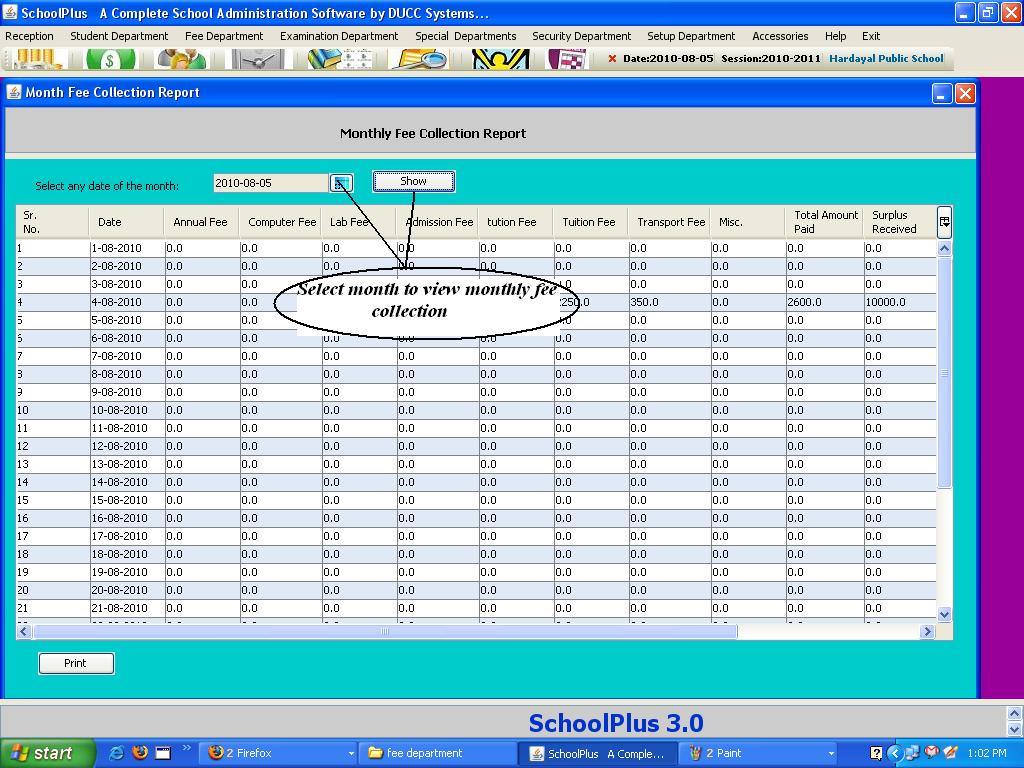 SchoolPlus A Complete School Administration Software by DUCC Systems...
Reception Student Department Fee Department Examination Department Special Departments Security Department Setup Department Accessories Help Exit
Date:2010-08-05 Session:2010-2011 Hardayal Public School
Month Fee Collection Report
Monthly Fee Collection Report
Select any date of the month: 2010-08-05 Show
Sr. No. Date Annual Fee Computer Fee Lab Fee Admission Fee tution Fee Tuition Fee Transport Fee Misc. Total Amount Paid Surplus Received
1 1-08-2010 0.0 0.0 0.0 0.0 0.0 0.0 0.0 0.0 0.0 0.0
2 2-08-2010 0.0 0.0 0.0 0.0 0.0 0.0 0.0 0.0 0.0 0.0
3 3-08-2010 0.0 0.0 0.0 0.0 0.0 0.0
Select month to view monthly fee
collection
4 4-08-2010 0.0 0.0 350.0 0.0 2600.0 10000.0
5 5-08-2010 0.0 0.0 0.0 0.0 0.0 0.0 0.0
6-08-2010 0.0 0.0 0.0 0.0 0.0 0.0 0.0 0.0 0.0 0.0
7 7-08-2010 0.0 0.0 0.0 0.0 0.0 0.0 0.0 0.0 0.0 0.0
8-08-2010 0.0 0.0 0.0 0.0 0.0 0.0 0.0 0.0 0.0 0.0
9 9-08-2010 0.0 0.0 0.0 0.0 0.0 0.0 0.0 0.0 0.0 0.0
10 10-08-2010 0.0 0.0 0.0 0.0 0.0 0.0 0.0 0.0 0.0 0.0
11 11-08-2010 0.0 0.0 0.0 0.0 0.0 0.0 0.0 0.0 0.0 0.0
12 12-08-2010 0.0 0.0 0.0 0.0 0.0 0.0 0.0 0.0 0.0 0.0
13 13-08-2010 0.0 0.0 0.0 0.0 0.0 0.0 0.0 0.0 0.0 0.0
14 14-08-2010 0.0 0.0 0.0 0.0 0.0 0.0 0.0 0.0 0.0 0.0
15 15-08-2010 0.0 0.0 0.0 0.0 0.0 0.0 0.0 0.0 0.0 0.0
16 16-08-2010 0.0 0.0 0.0 0.0 0.0 0.0 0.0 0.0 0.0 0.0
17 17-08-2010 0.0 0.0 0.0 0.0 0.0 0.0 0.0 0.0 0.0 0.0
18 18-08-2010 0.0 0.0 0.0 0.0 0.0 0.0 0.0 0.0 0.0 0.0
19 19-08-2010 0.0 0.0 0.0 0.0 0.0 0.0 0.0 0.0 0.0 0.0
20 20-08-2010 0.0 0.0 0.0 0.0 0.0 0.0 0.0 0.0 0.0 0.0
21 21-08-2010 0.0 0.0 0.0 0.0 0.0 0.0 0.0 0.0 0.0 0.0
Print
SchoolPlus 3.0
start 2 Firefox fee department SchoolPlus A Comple... 2 Paint 1:02 PM